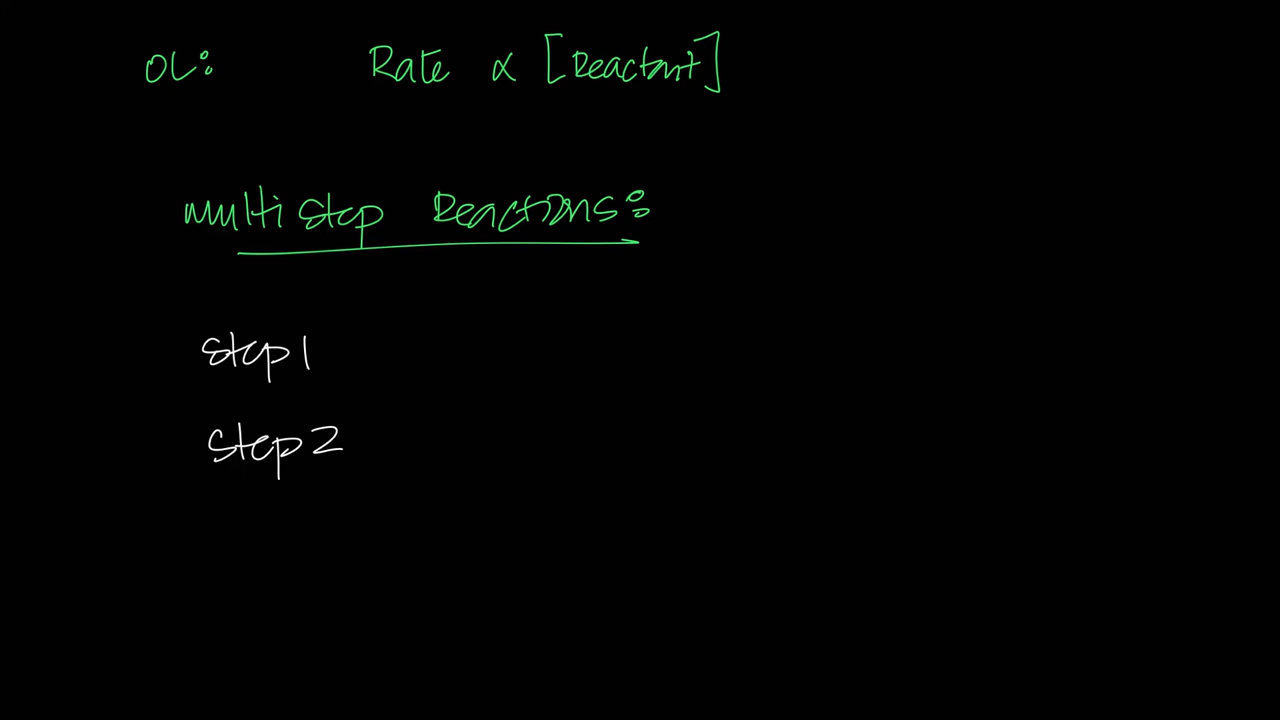 OL: Rate ∝ [Reactant]
Multistep Reactions:
Step 1
Step 2